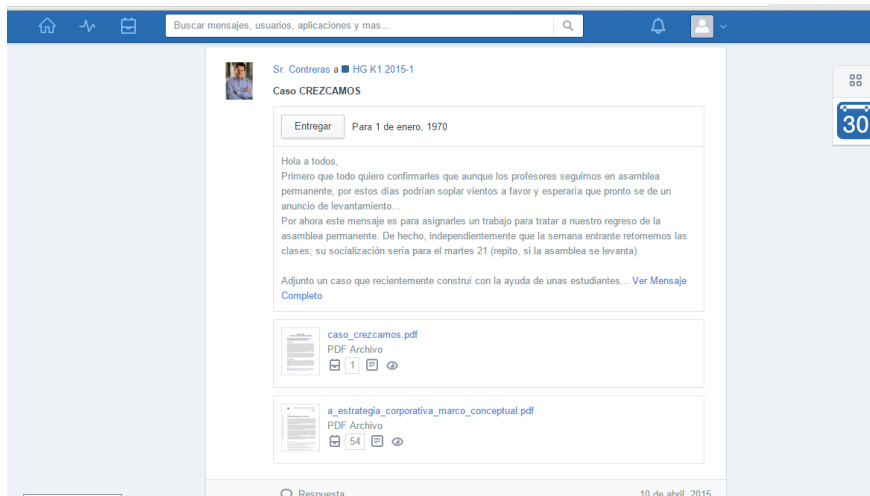 Buscar mensajes, usuarios, aplicaciones y mas...
Sr. Contreras a HG K1 2015-1
Caso CREZCAMOS
30
Entregar Para 1 de enero, 1970
Hola a todos,
Primero que todo quiero confirmarles que aunque los profesores seguimos en asamblea
permanente, por estos días podrían soplar vientos a favor y esperaría que pronto se de un
anuncio de levantamiento...
Por ahora este mensaje es para asignarles un trabajo para tratar a nuestro regreso de la
asamblea permanente. De hecho, independientemente que la semana entrante retomemos las
clases; su socialización sería para el martes 21 (repito, si la asamblea se levanta).
Adjunto un caso que recientemente construí con la ayuda de unas estudiantes... Ver Mensaje
Completo
caso_crezcamos.pdf
PDF Archivo
1
a_estrategia_corporativa_marco_conceptual.pdf
PDF Archivo
54
Respuesta 10 de abril, 2015